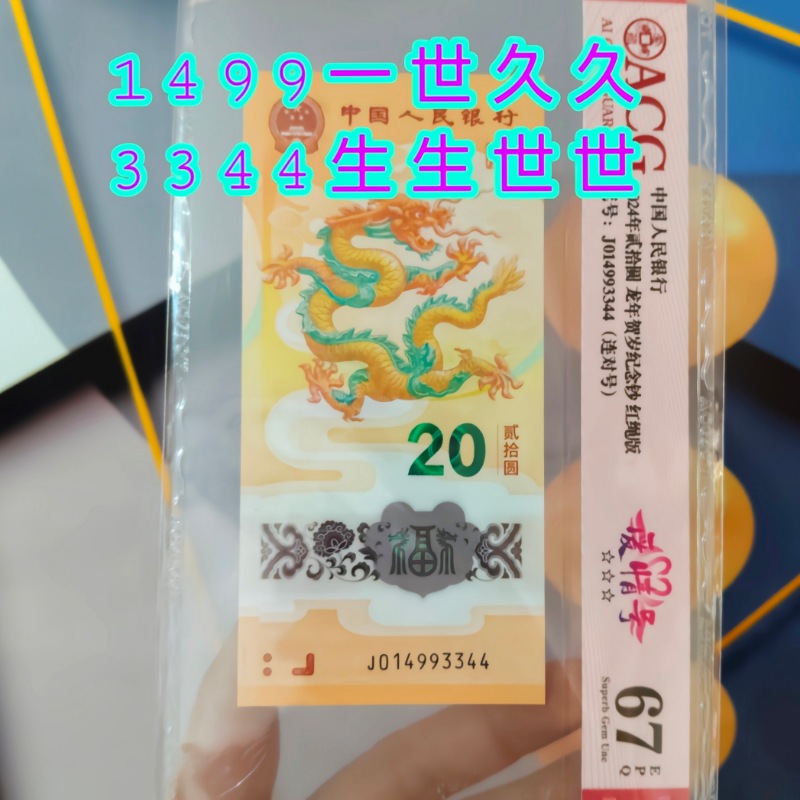 1499一世久久
3344生生世世
中国人民银行
20
贰拾圆
J014993344
ACG
中国人民银行
2024年贰拾圆 龙年贺岁纪念钞 红绳版
号：J014993344（连对号）
爱情号
☆☆☆
67
EPQ
Superb Gem Unc